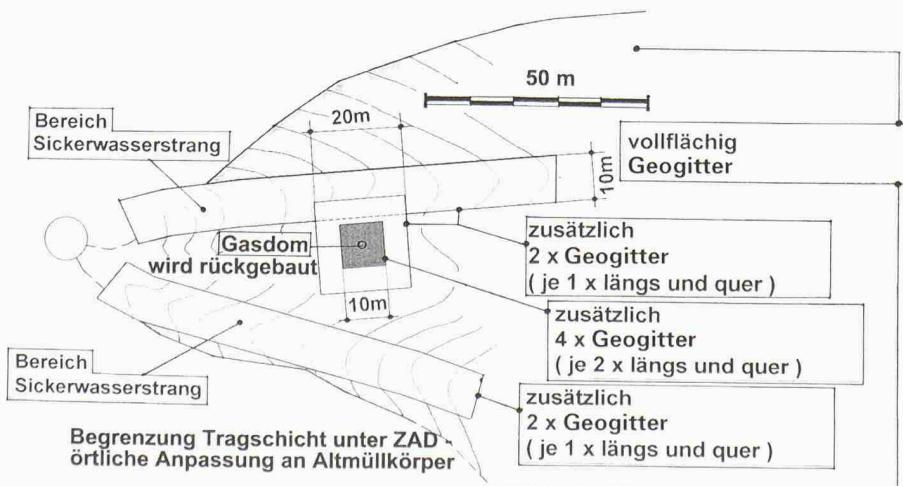 50 m
20m
Bereich
Sickerwasserstrang
vollflächig
Geogitter
10m
zusätzlich
2 x Geogitter
( je 1 x längs und quer )
Gasdom
wird rückgebaut
10m
zusätzlich
4 x Geogitter
( je 2 x längs und quer )
Bereich
Sickerwasserstrang
zusätzlich
2 x Geogitter
( je 1 x längs und quer )
Begrenzung Tragschicht unter ZAD
örtliche Anpassung an Altmüllkörper